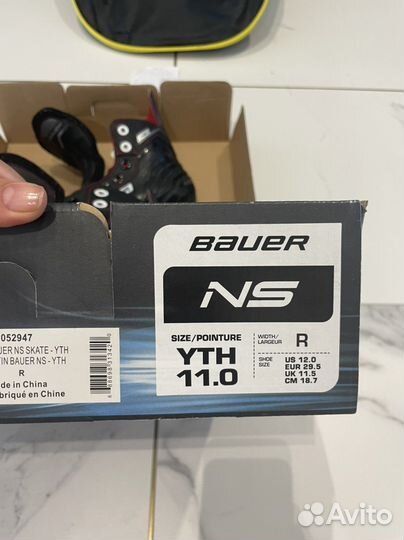 BAUER
NS
SIZE/POINTURE
YTH
11.0
WIDTH/
LARGEUR
R
SHOE
SIZE
US 12.0
EUR 29.5
UK 11.5
CM 18.7
052947
UER NS SKATE - YTH
TIN BAUER NS - YTH
R
de in China
briqué en Chine
Avito